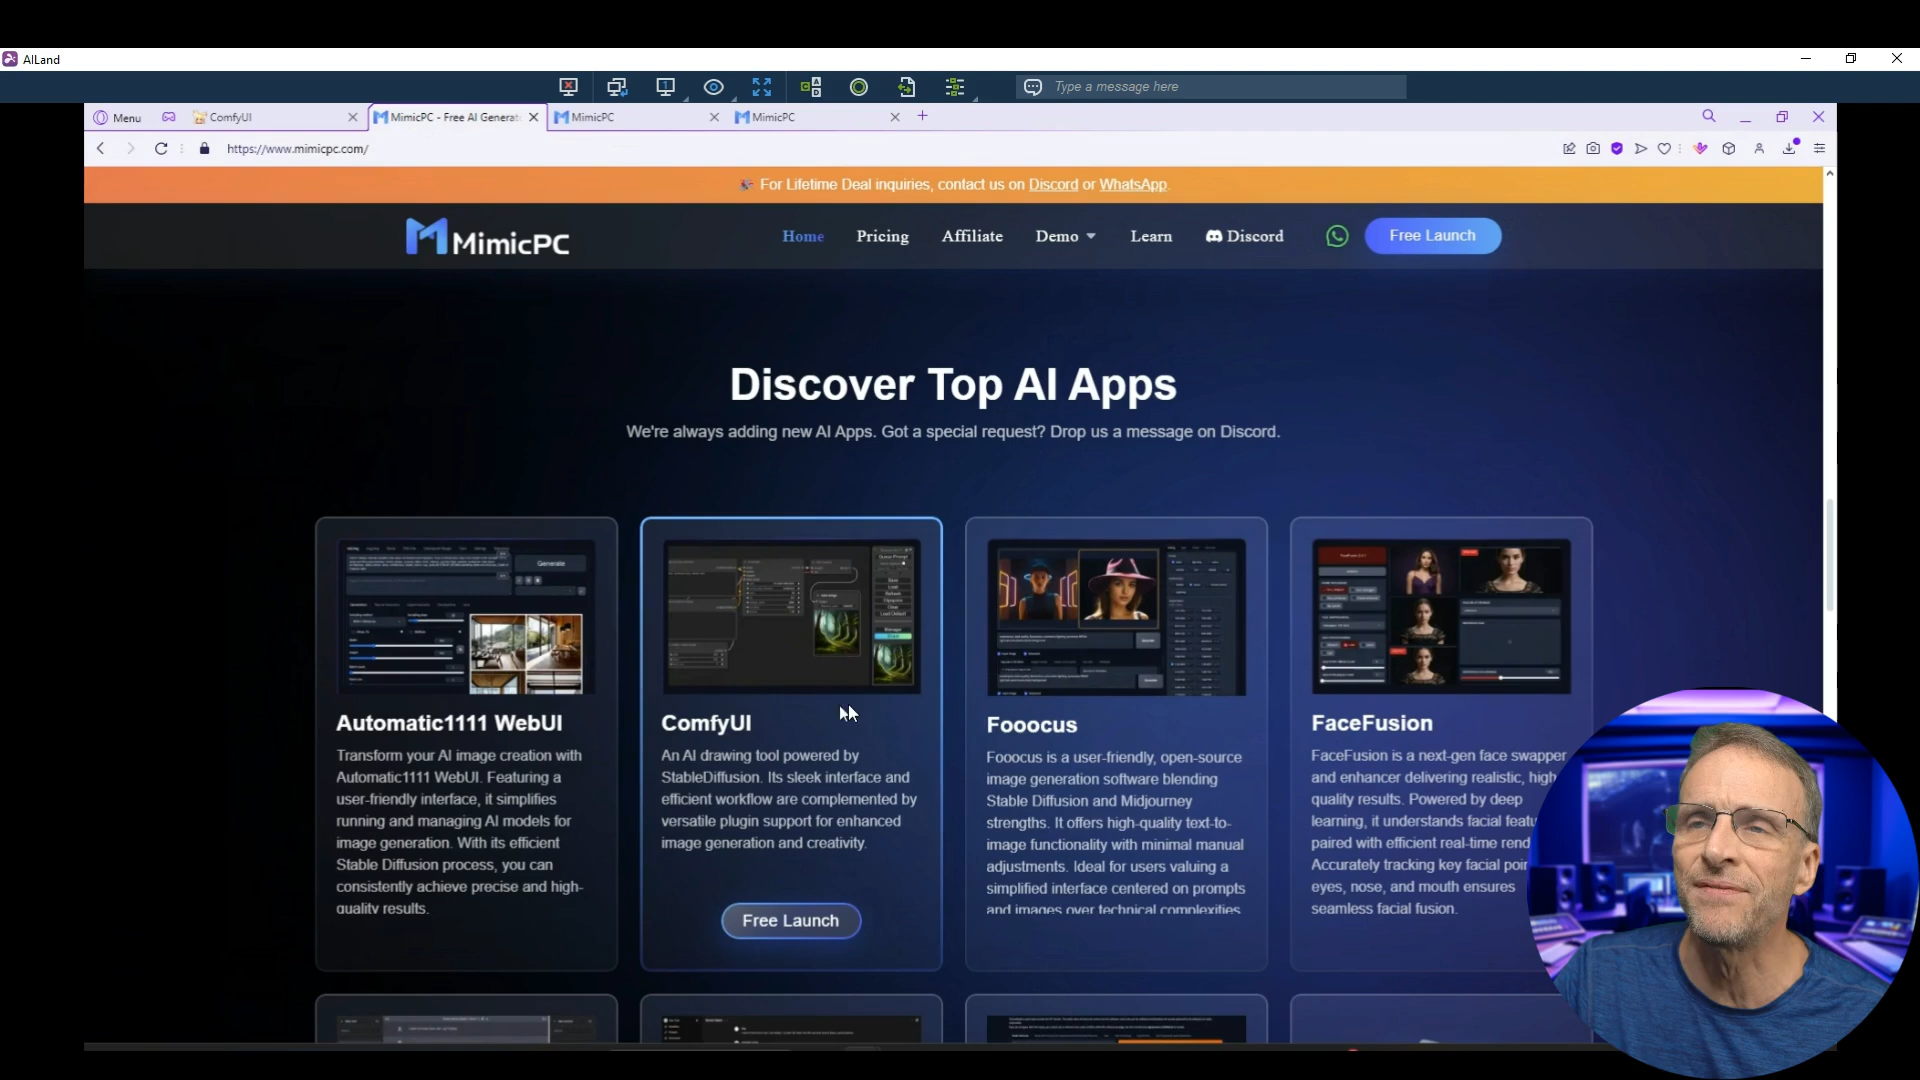 AILand
Type a message here
Menu
ComfyUI
MimicPC - Free AI Generat
MimicPC
MimicPC
https://www.mimicpc.com/
For Lifetime Deal inquiries, contact us on Discord or WhatsApp.
MimicPC
Home
Pricing
Affiliate
Demo
Learn
Discord
Free Launch
Discover Top AI Apps
We're always adding new AI Apps. Got a special request? Drop us a message on Discord.
Generate
Automatic1111 WebUI
Transform your AI image creation with
Automatic1111 WebUI. Featuring a
user-friendly interface, it simplifies
running and managing AI models for
image generation. With its efficient
Stable Diffusion process, you can
consistently achieve precise and high-
quality results.
ComfyUI
An AI drawing tool powered by
StableDiffusion. Its sleek interface and
efficient workflow are complemented by
versatile plugin support for enhanced
image generation and creativity.
Free Launch
Fooocus
Fooocus is a user-friendly, open-source
image generation software blending
Stable Diffusion and Midjourney
strengths. It offers high-quality text-to-
image functionality with minimal manual
adjustments. Ideal for users valuing a
simplified interface centered on prompts
and images over technical complexities.
FaceFusion
FaceFusion is a next-gen face swapper
and enhancer delivering realistic, high
quality results. Powered by deep
learning, it understands facial featu
paired with efficient real-time rend
Accurately tracking key facial poin
eyes, nose, and mouth ensures
seamless facial fusion.